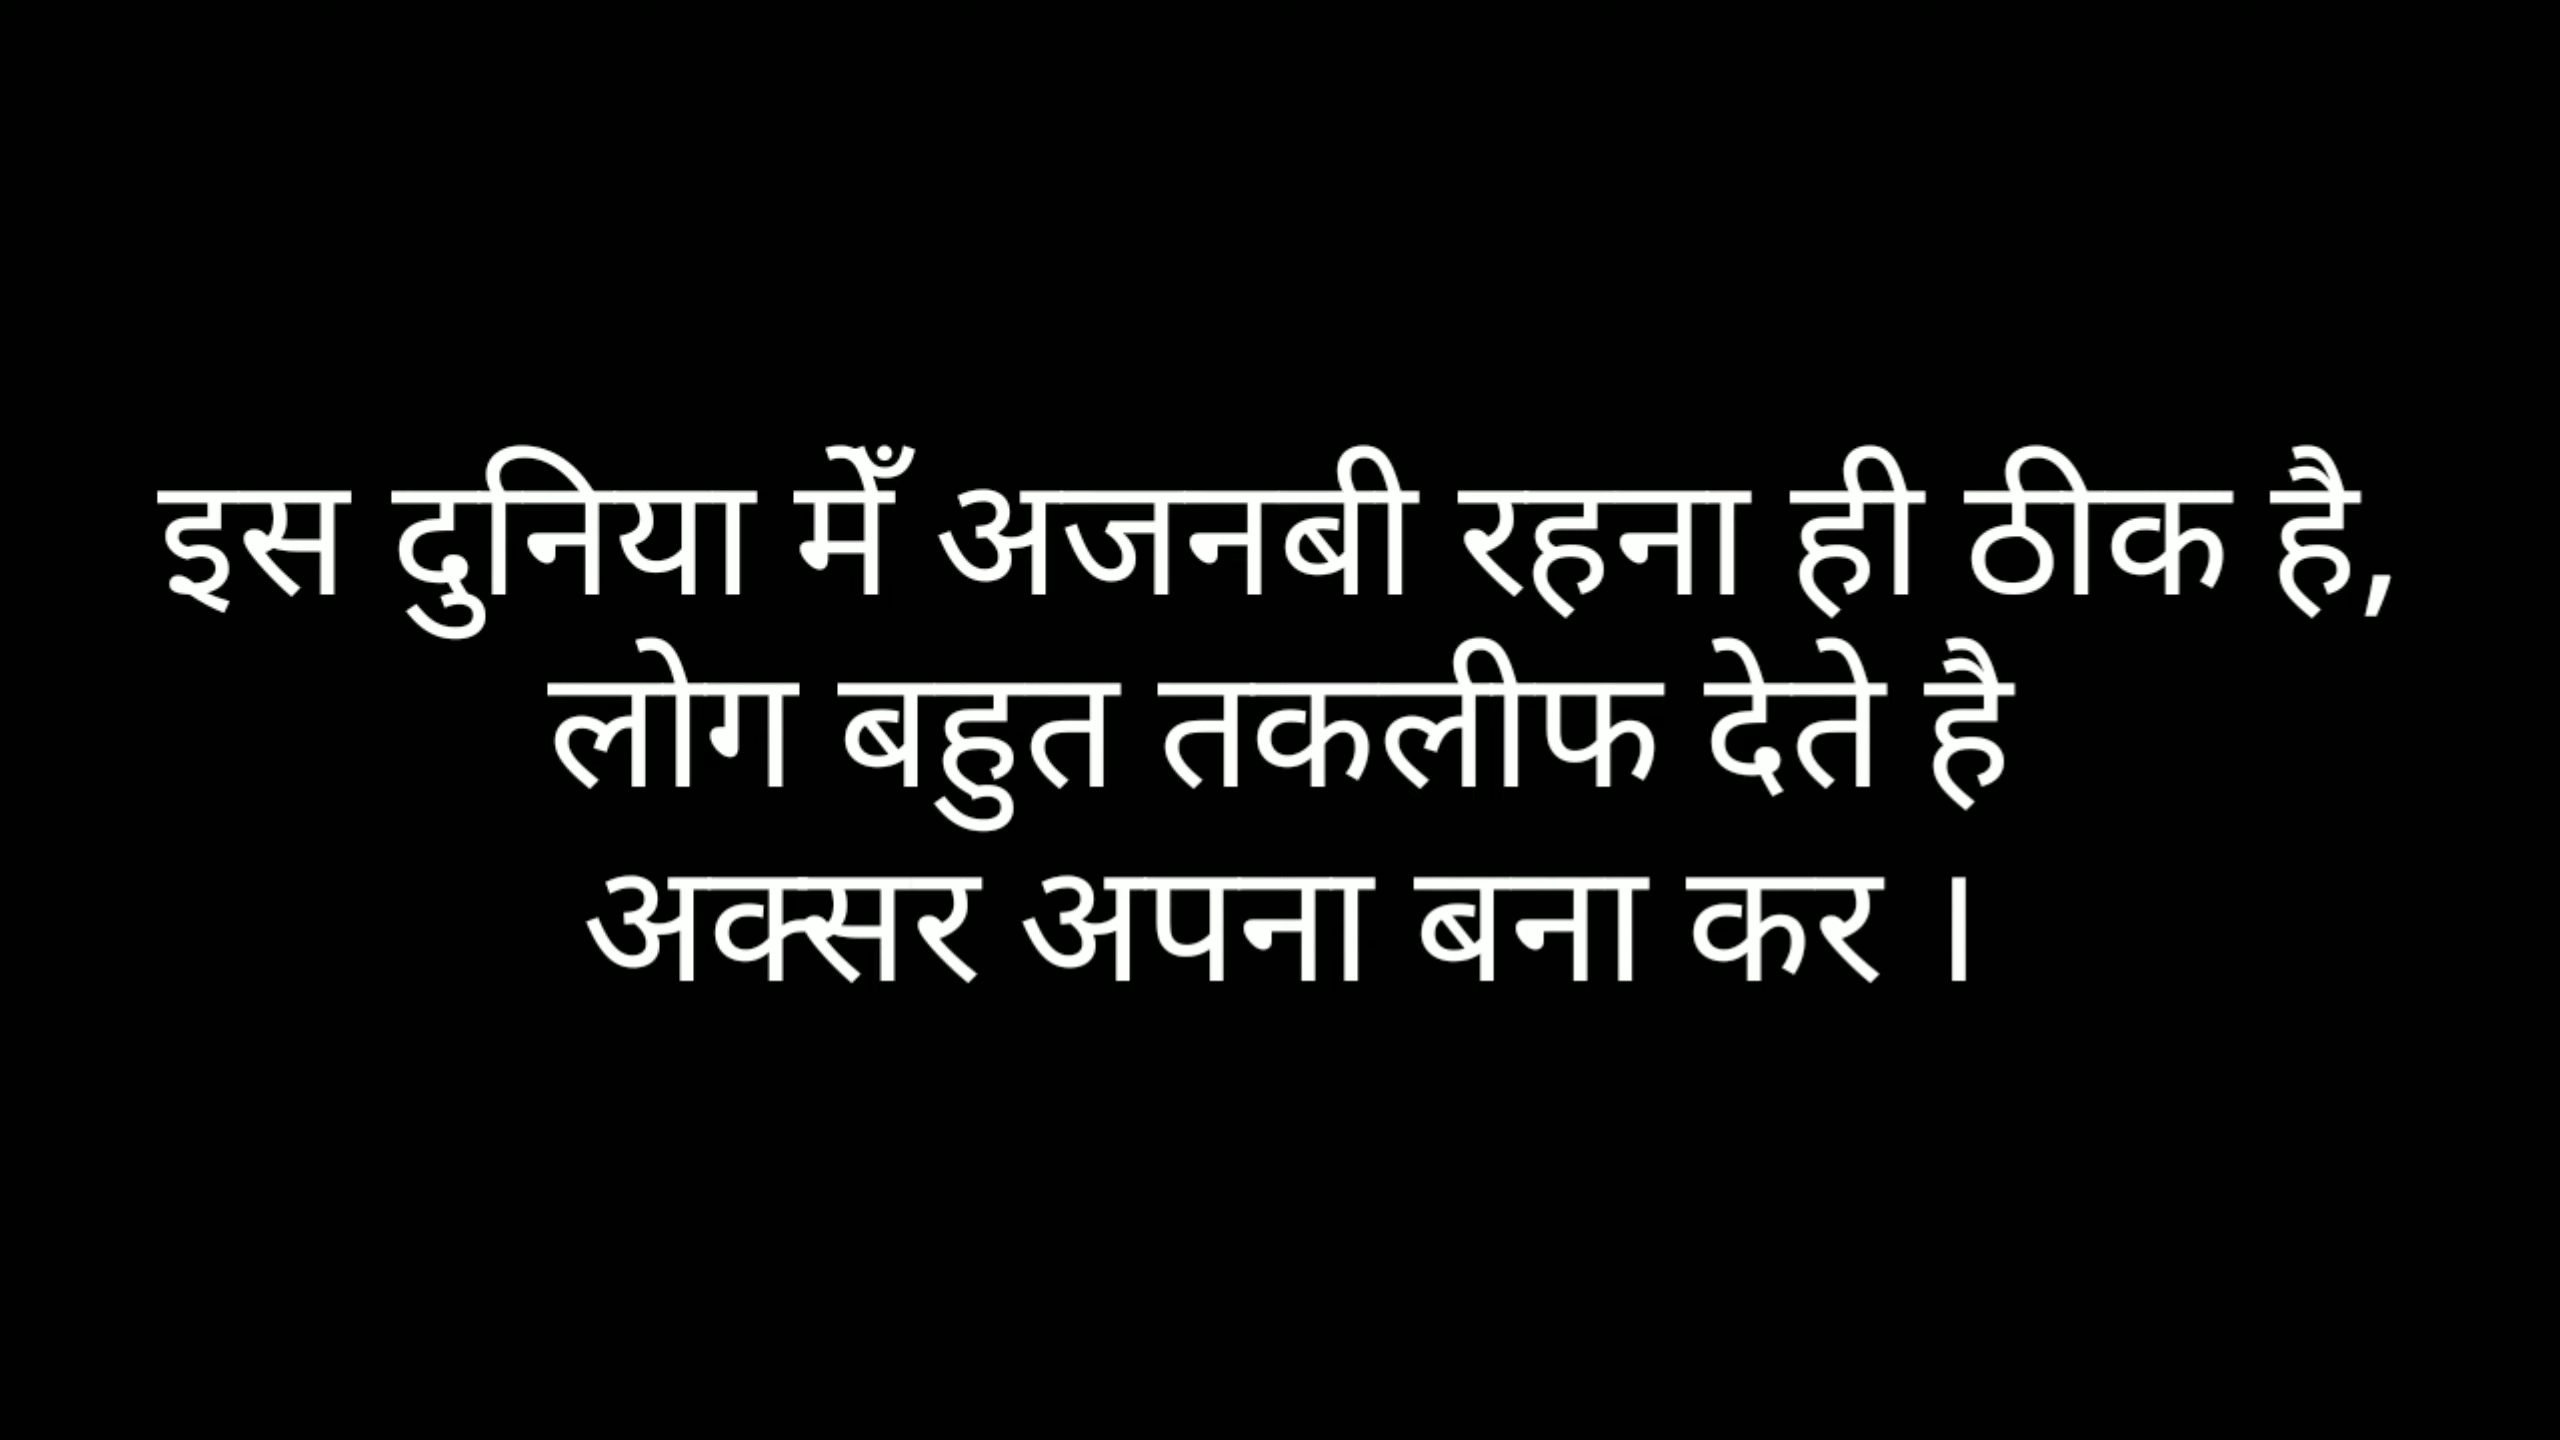 इस दुनिया मेँ अजनबी रहना ही ठीक है,
लोग बहुत तकलीफ देते है
अक्सर अपना बना कर ।